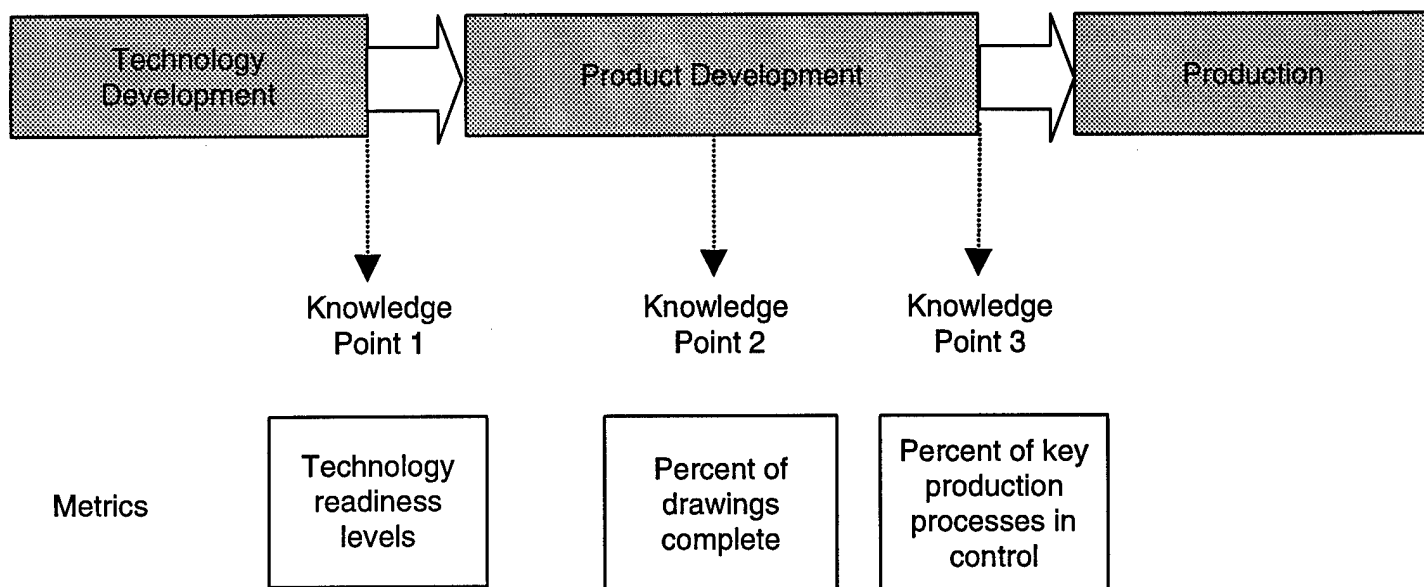 Technology
Development
Product Development
Production
Knowledge
Point 1
Knowledge
Point 2
Knowledge
Point 3
Metrics
Technology
readiness
levels
Percent of
drawings
complete
Percent of key
production
processes in
control